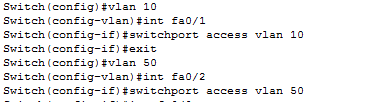 Switch(config)#vlan 10
Switch(config-vlan)#int fa0/1
Switch(config-if)#switchport access vlan 10
Switch(config-if)#exit
Switch(config)#vlan 50
Switch(config-vlan)#int fa0/2
Switch(config-if)#switchport access vlan 50